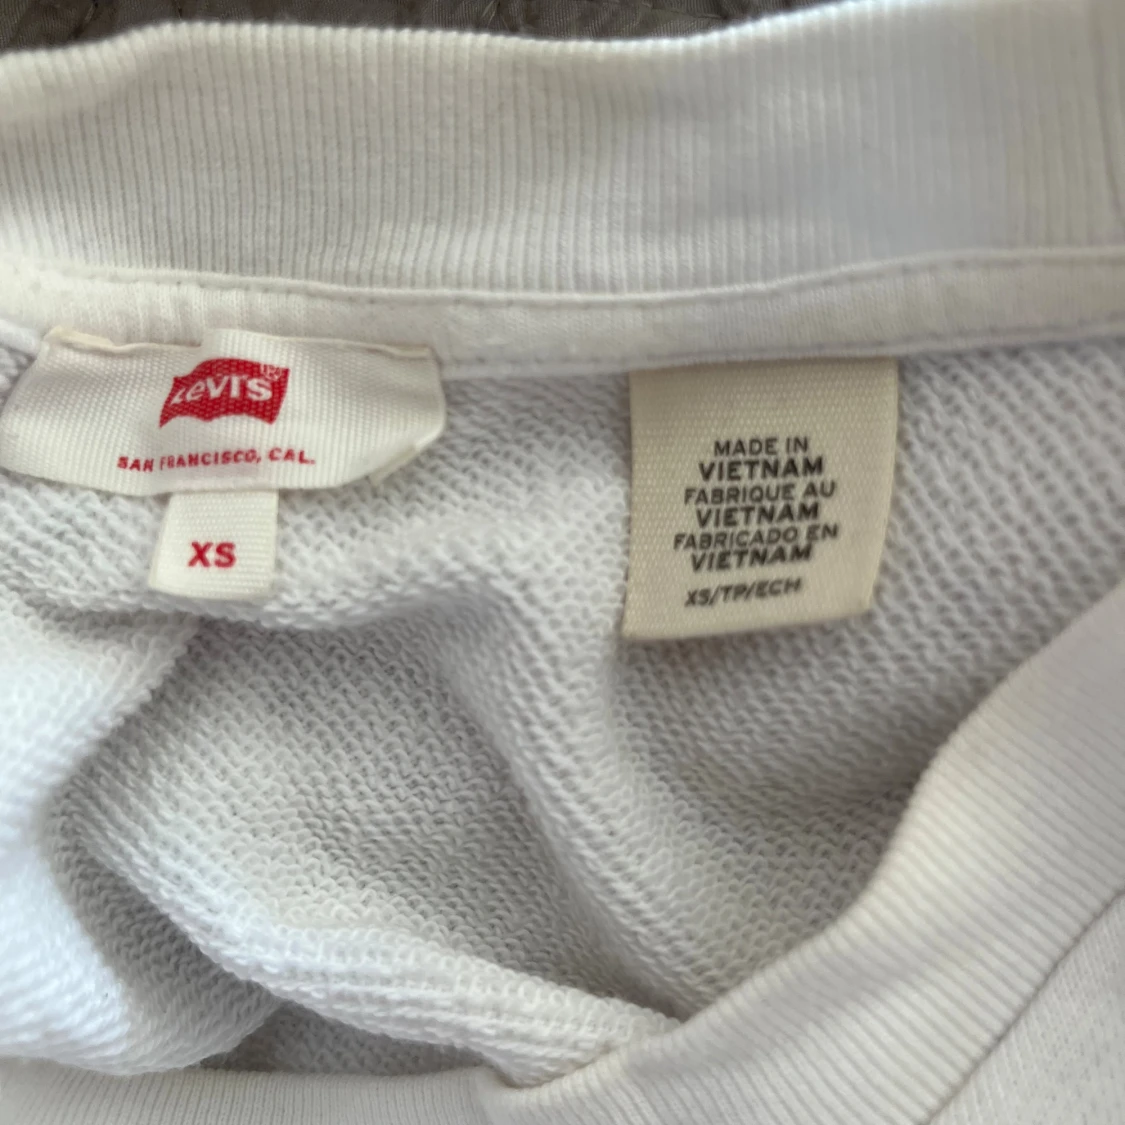 Levi's®
SAN FRANCISCO, CAL.
XS
MADE IN
VIETNAM
FABRIQUE AU
VIETNAM
FABRICADO EN
VIETNAM
XS/TP/ECH